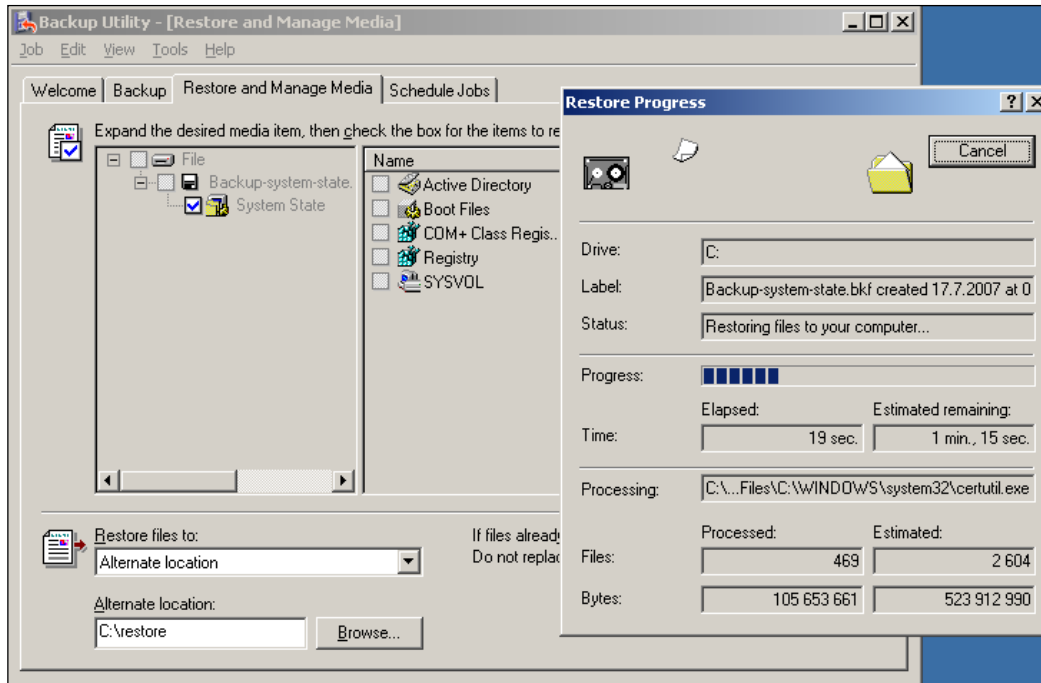 Backup Utility - [Restore and Manage Media]
Job Edit View Tools Help
Welcome Backup Restore and Manage Media Schedule Jobs
Expand the desired media item, then check the box for the items to re
File
Backup-system-state.
System State
Name
Active Directory
Boot Files
COM+ Class Regis..
Registry
SYSVOL
Restore files to:
Alternate location
If files alread
Do not replac
Alternate location:
C:\restore
Browse...
Restore Progress
Cancel
Drive: C:
Label: Backup-system-state.bkf created 17.7.2007 at 0
Status: Restoring files to your computer...
Progress:
Elapsed: Estimated remaining:
Time: 19 sec. 1 min., 15 sec.
Processing: C:\...Files\C:\WINDOWS\system32\certutil.exe
Processed: Estimated:
Files: 469 2 604
Bytes: 105 653 661 523 912 990